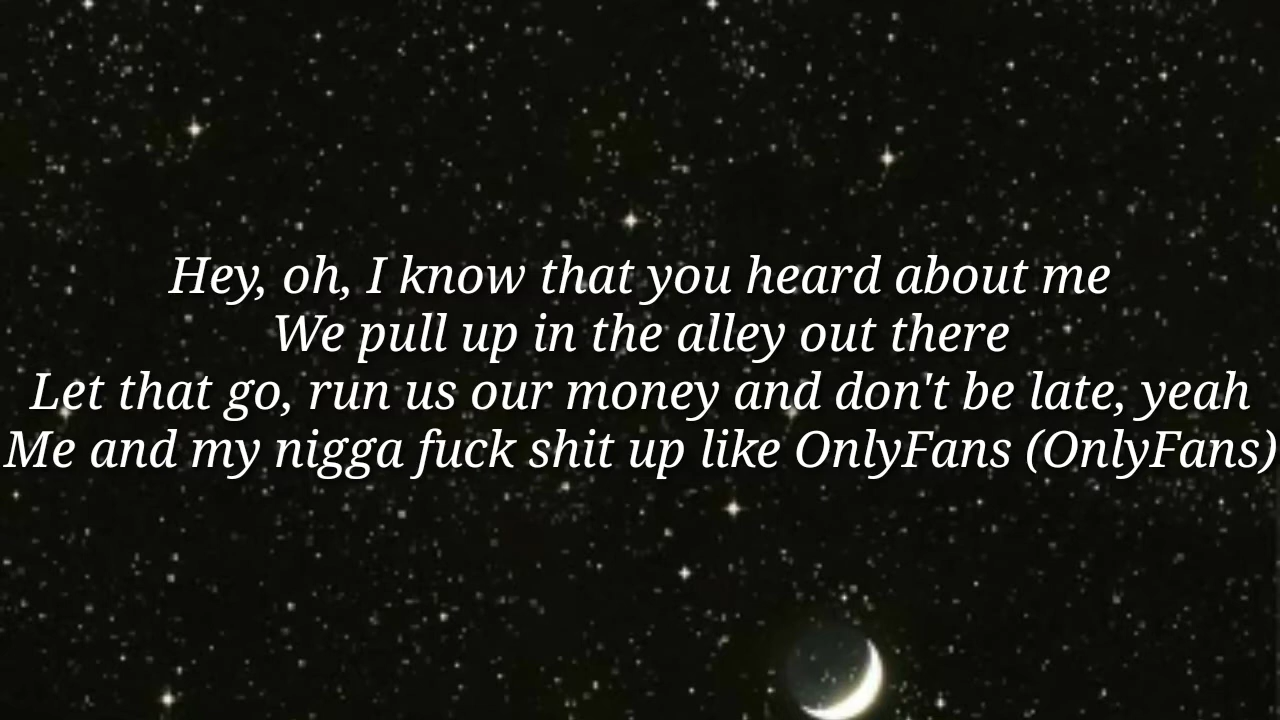 Hey, oh, I know that you heard about me
We pull up in the alley out there
Let that go, run us our money and don't be late, yeah
Me and my nigga fuck shit up like OnlyFans (OnlyFans)